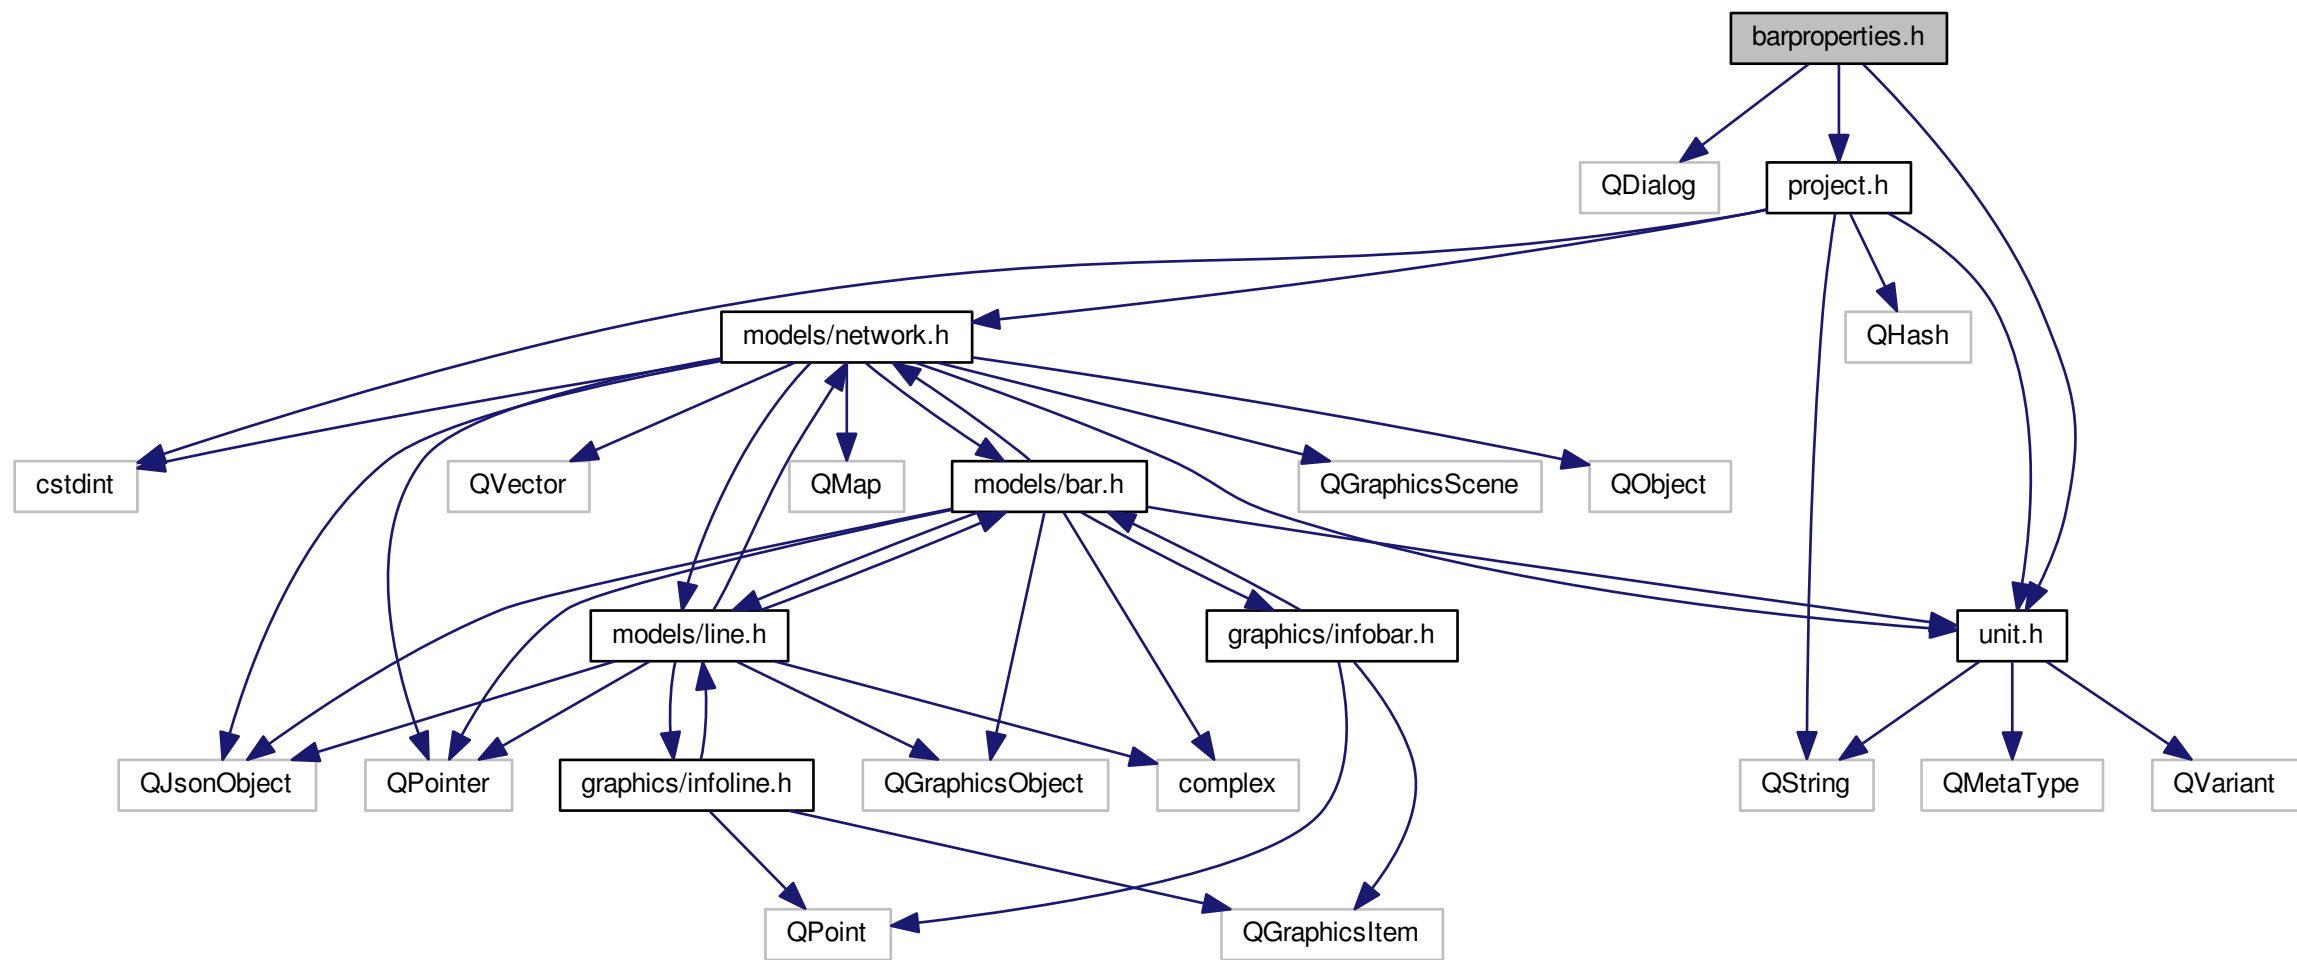 barproperties.h
QDialog
project.h
models/network.h
QHash
cstdint
QVector
QMap
models/bar.h
QGraphicsScene
QObject
models/line.h
graphics/infobar.h
unit.h
QJsonObject
QPointer
graphics/infoline.h
QGraphicsObject
complex
QString
QMetaType
QVariant
QPoint
QGraphicsItem